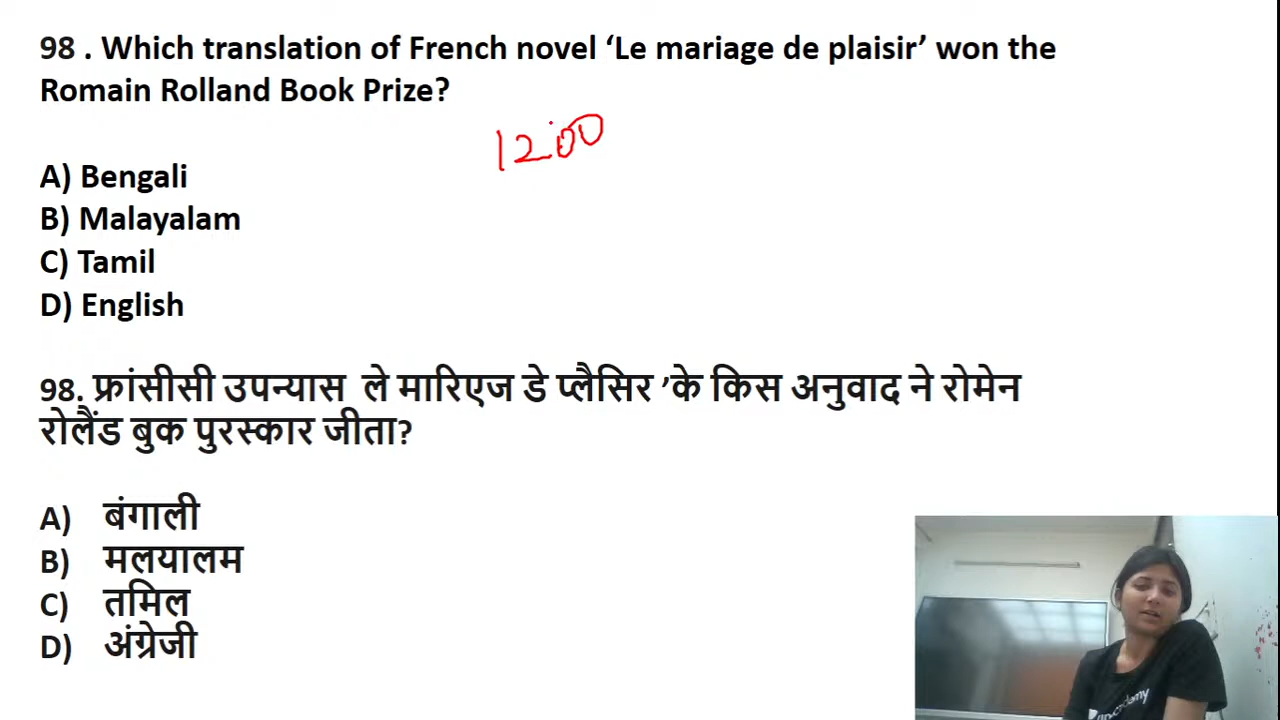 98 . Which translation of French novel ‘Le mariage de plaisir’ won the
Romain Rolland Book Prize?
1200
A) Bengali
B) Malayalam
C) Tamil
D) English
98. फ्रांसीसी उपन्यास ले मारिएज डे प्लैसिर ’के किस अनुवाद ने रोमेन
रोलैंड बुक पुरस्कार जीता?
A) बंगाली
B) मलयालम
C) तमिल
D) अंग्रेजी